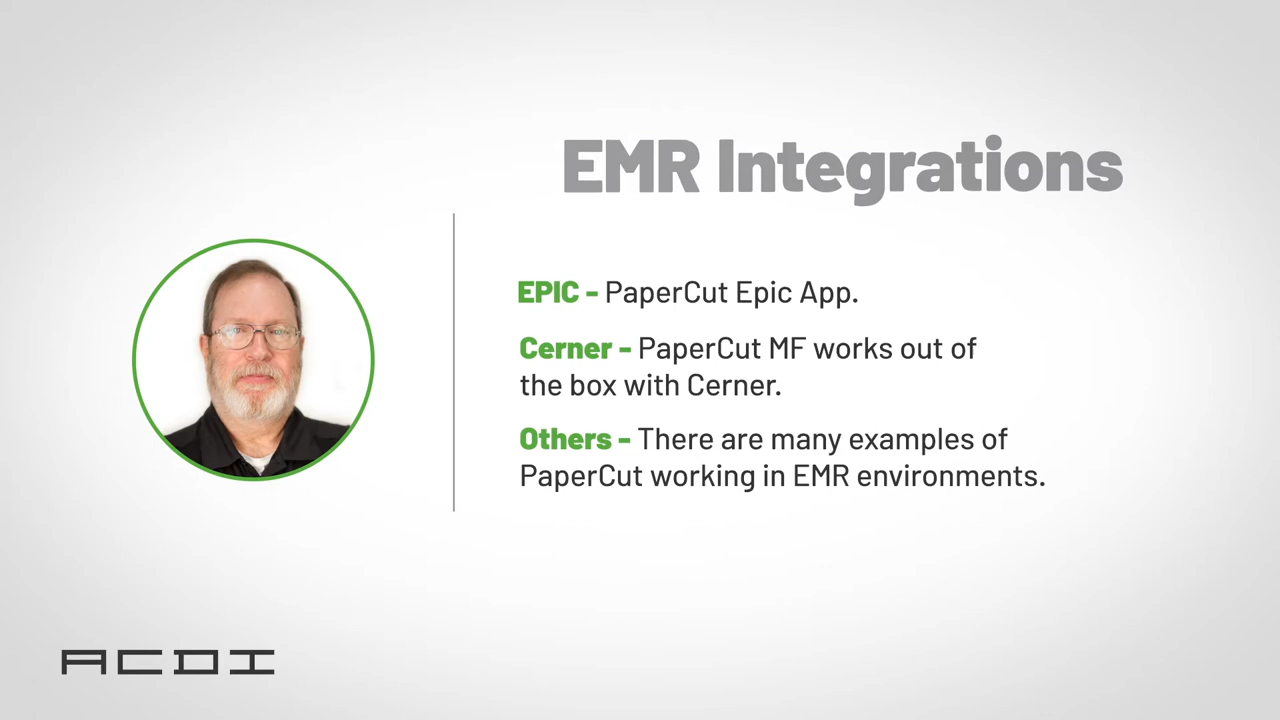 EMR Integrations
EPIC - PaperCut Epic App.
Cerner - PaperCut MF works out of
the box with Cerner.
Others - There are many examples of
PaperCut working in EMR environments.
ACDI